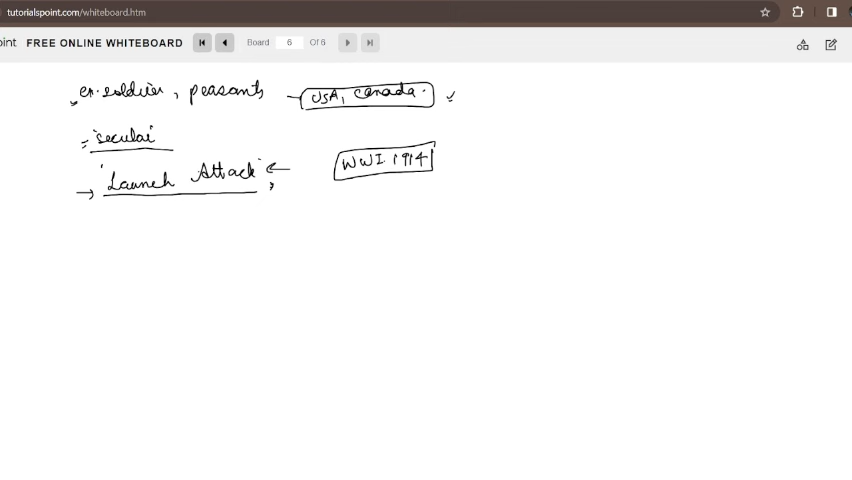 tutorialspoint.com/whiteboard.htm
oint FREE ONLINE WHITEBOARD Board 6 Of 6
ex. soldier, peasants — USA, Canada.
'secular'
'Launch Attack'
WWI. 1914